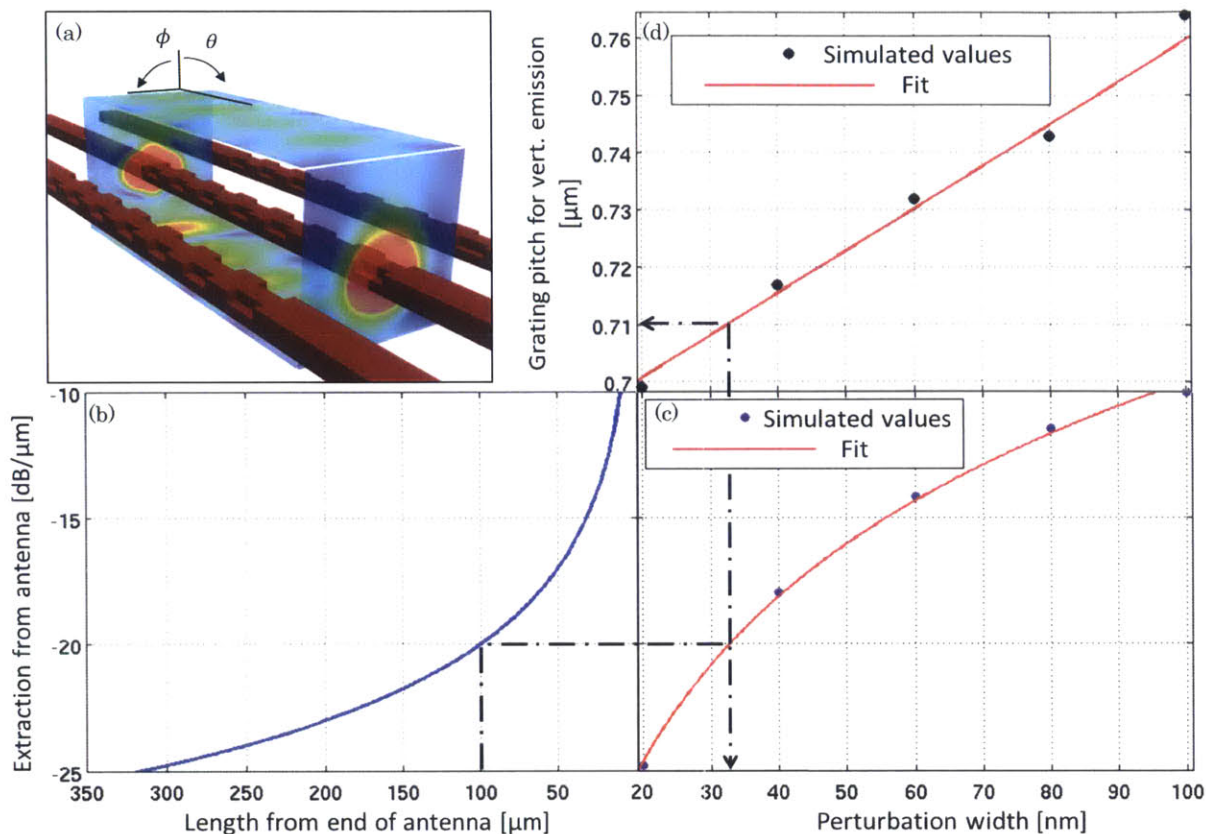 (a)
ϕ
θ
(d)
Simulated values
Fit
0.76
0.75
0.74
0.73
0.72
0.71
0.7
Grating pitch for vert. emission
[µm]
(b)
-10
-15
-20
-25
Extraction from antenna [dB/µm]
300 250 200 150 100 50
Length from end of antenna [µm]
(c)
Simulated values
Fit
20 30 40 50 60 70 80 90 100
Perturbation width [nm]